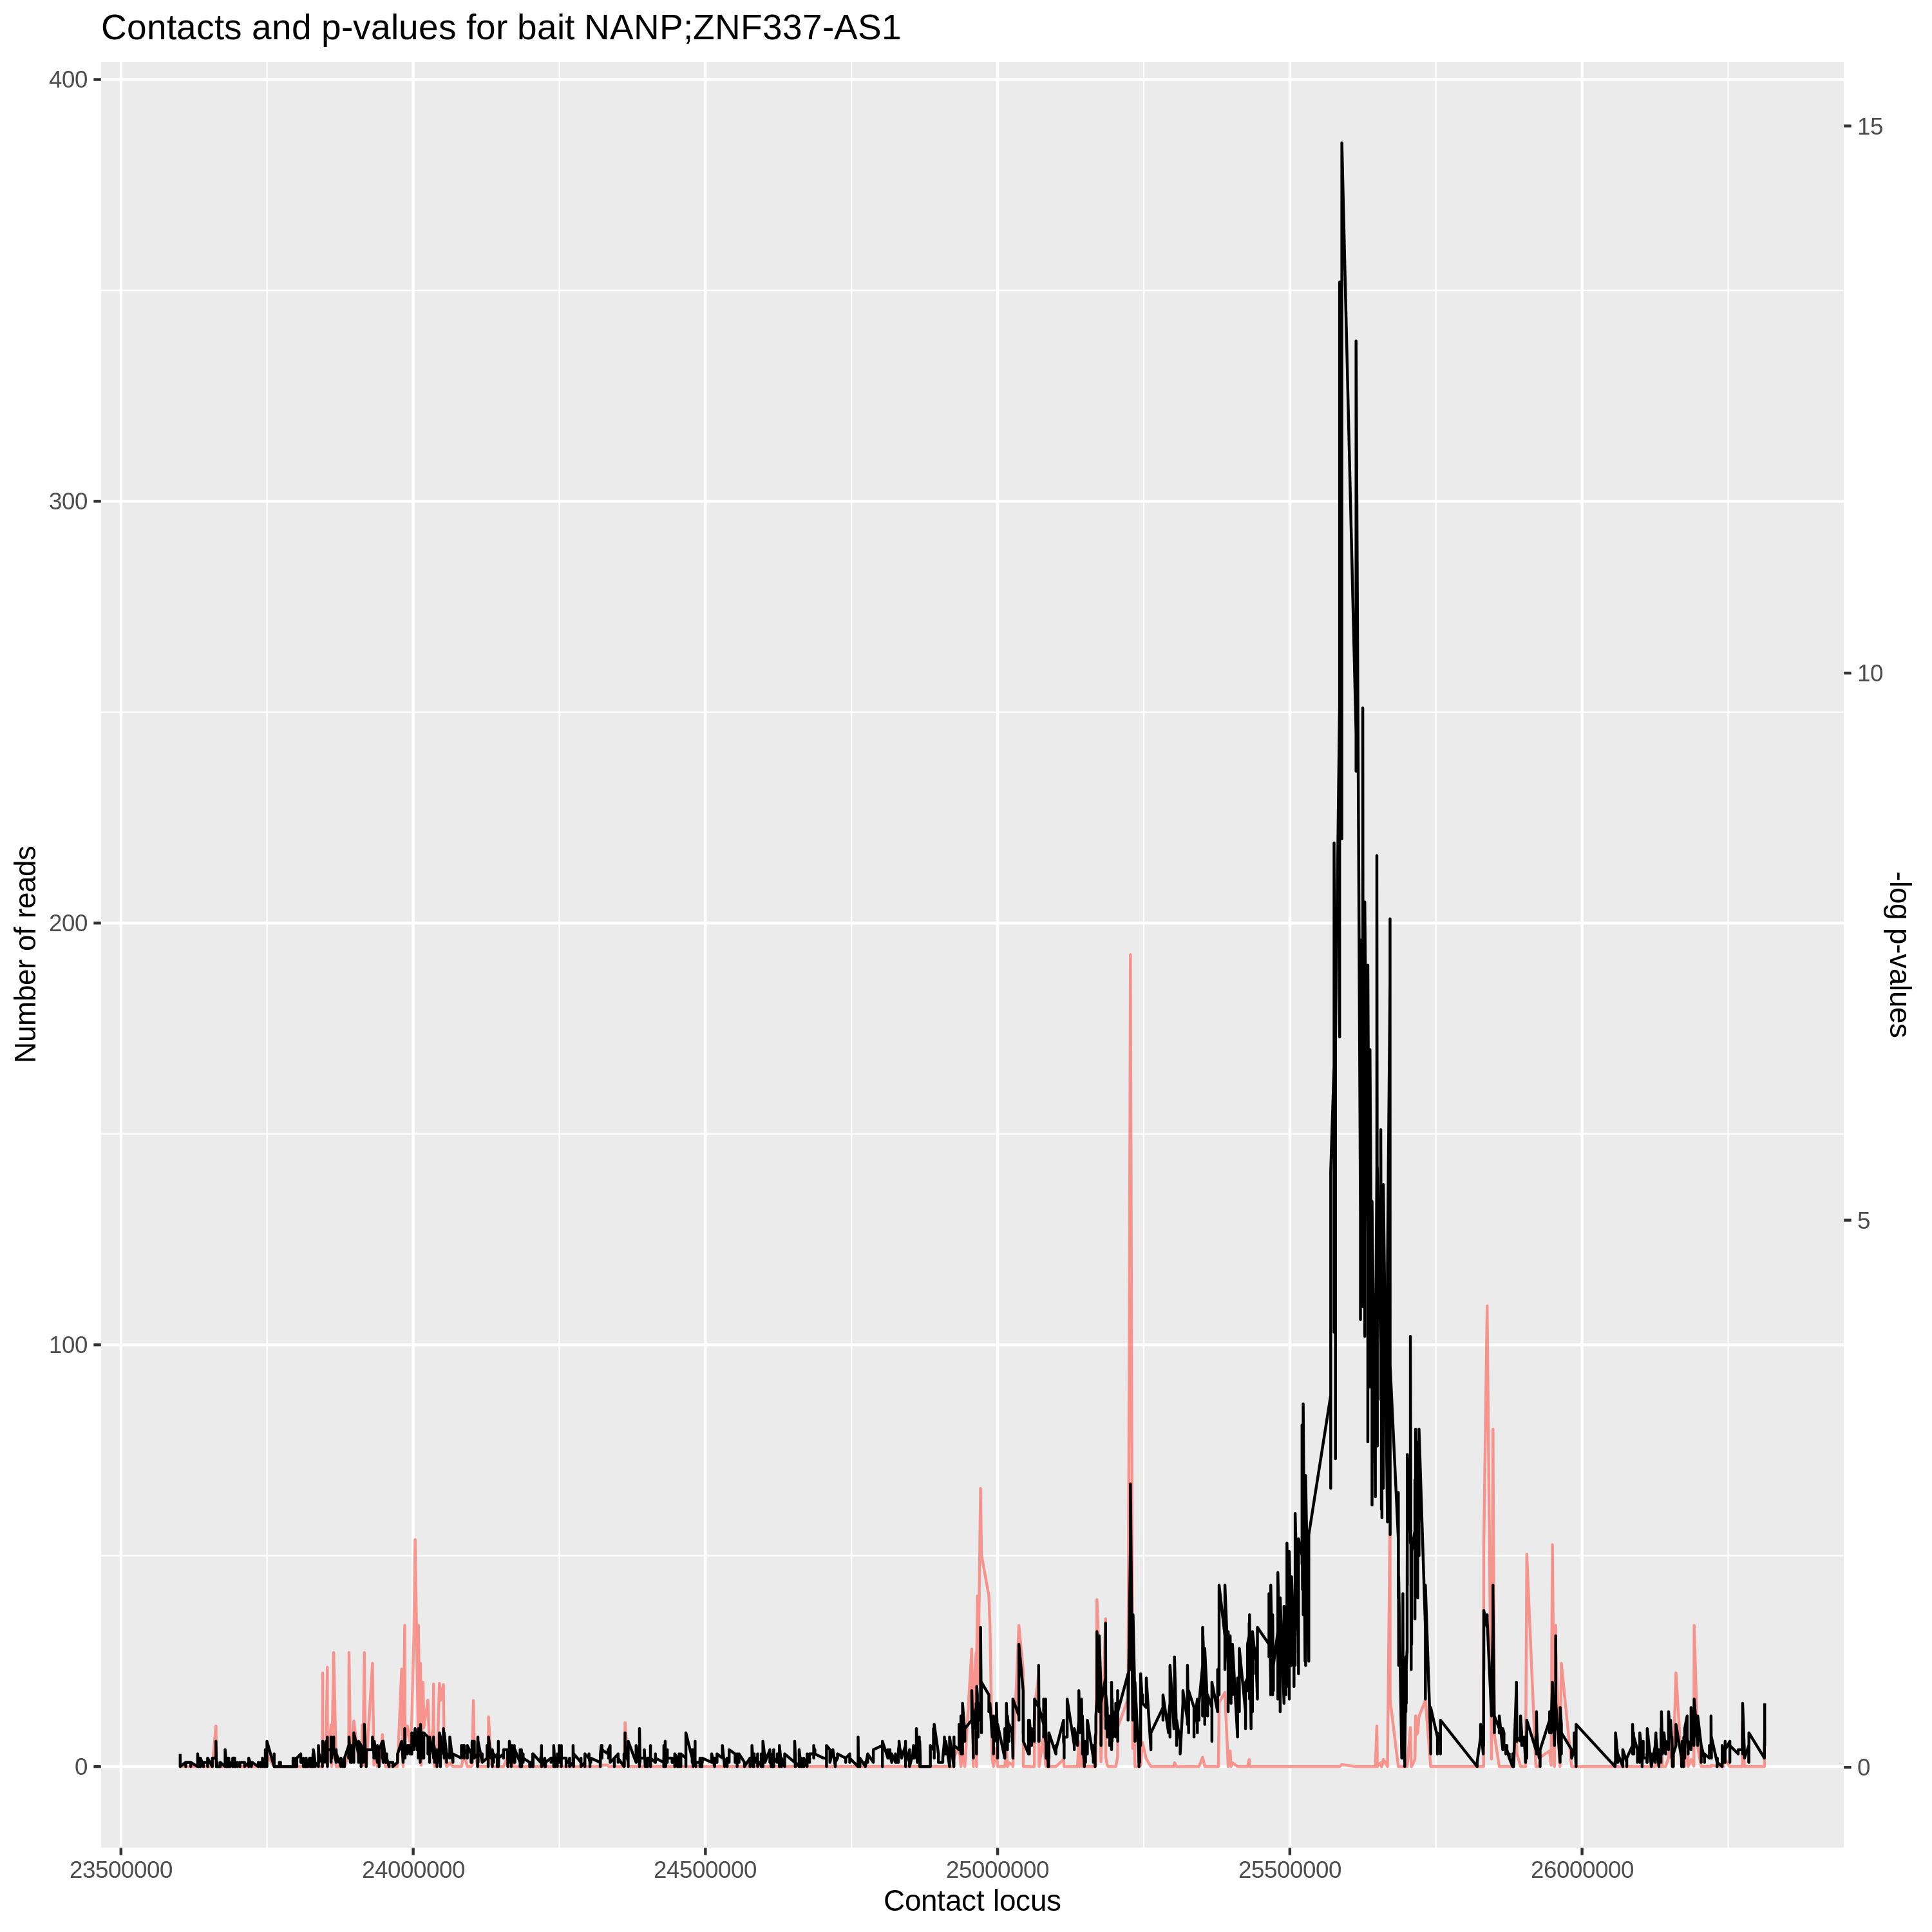 Contacts and p-values for bait NANP;ZNF337-AS1
400
300
200
100
0
Number of reads
15
10
5
0
-log p-values
23500000 24000000 24500000 25000000 25500000 26000000
Contact locus